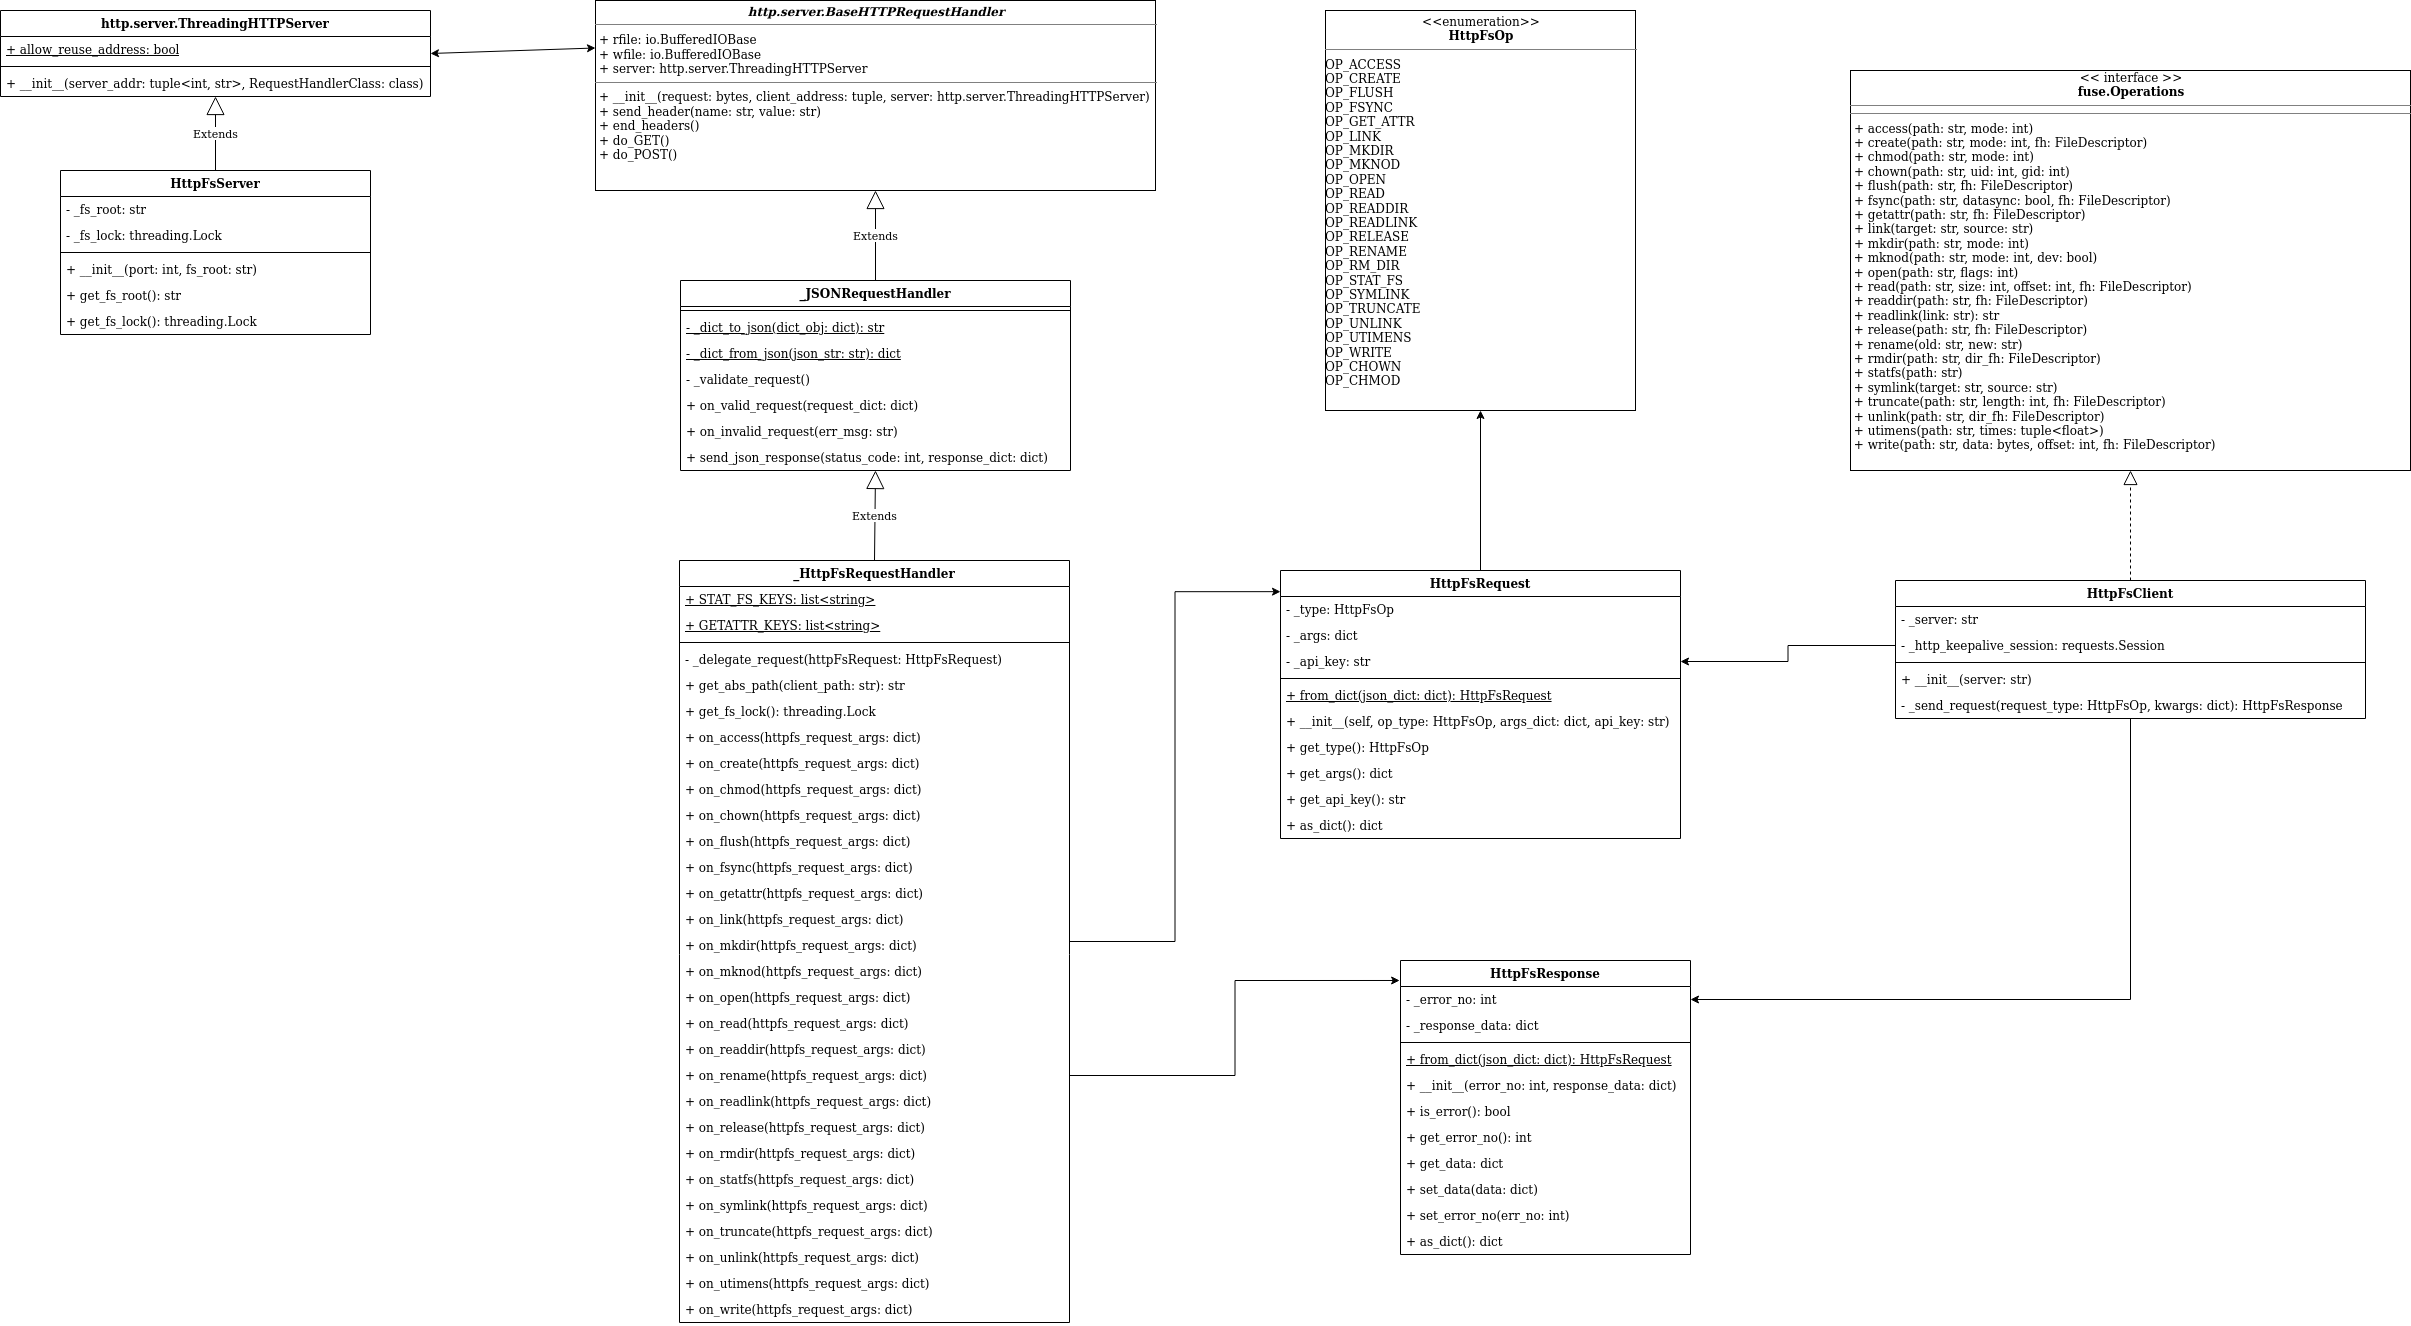 http.server.ThreadingHTTPServer
+ allow_reuse_address: bool
+ __init__(server_addr: tuple<int, str>, RequestHandlerClass: class)
Extends
HttpFsServer
- _fs_root: str
- _fs_lock: threading.Lock
+ __init__(port: int, fs_root: str)
+ get_fs_root(): str
+ get_fs_lock(): threading.Lock
http.server.BaseHTTPRequestHandler
+ rfile: io.BufferedIOBase
+ wfile: io.BufferedIOBase
+ server: http.server.ThreadingHTTPServer
+ __init__(request: bytes, client_address: tuple, server: http.server.ThreadingHTTPServer)
+ send_header(name: str, value: str)
+ end_headers()
+ do_GET()
+ do_POST()
Extends
_JSONRequestHandler
- _dict_to_json(dict_obj: dict): str
- _dict_from_json(json_str: str): dict
- _validate_request()
+ on_valid_request(request_dict: dict)
+ on_invalid_request(err_msg: str)
+ send_json_response(status_code: int, response_dict: dict)
Extends
_HttpFsRequestHandler
+ STAT_FS_KEYS: list<string>
+ GETATTR_KEYS: list<string>
- _delegate_request(httpFsRequest: HttpFsRequest)
+ get_abs_path(client_path: str): str
+ get_fs_lock(): threading.Lock
+ on_access(httpfs_request_args: dict)
+ on_create(httpfs_request_args: dict)
+ on_chmod(httpfs_request_args: dict)
+ on_chown(httpfs_request_args: dict)
+ on_flush(httpfs_request_args: dict)
+ on_fsync(httpfs_request_args: dict)
+ on_getattr(httpfs_request_args: dict)
+ on_link(httpfs_request_args: dict)
+ on_mkdir(httpfs_request_args: dict)
+ on_mknod(httpfs_request_args: dict)
+ on_open(httpfs_request_args: dict)
+ on_read(httpfs_request_args: dict)
+ on_readdir(httpfs_request_args: dict)
+ on_rename(httpfs_request_args: dict)
+ on_readlink(httpfs_request_args: dict)
+ on_release(httpfs_request_args: dict)
+ on_rmdir(httpfs_request_args: dict)
+ on_statfs(httpfs_request_args: dict)
+ on_symlink(httpfs_request_args: dict)
+ on_truncate(httpfs_request_args: dict)
+ on_unlink(httpfs_request_args: dict)
+ on_utimens(httpfs_request_args: dict)
+ on_write(httpfs_request_args: dict)
<<enumeration>>
HttpFsOp
OP_ACCESS
OP_CREATE
OP_FLUSH
OP_FSYNC
OP_GET_ATTR
OP_LINK
OP_MKDIR
OP_MKNOD
OP_OPEN
OP_READ
OP_READDIR
OP_READLINK
OP_RELEASE
OP_RENAME
OP_RM_DIR
OP_STAT_FS
OP_SYMLINK
OP_TRUNCATE
OP_UNLINK
OP_UTIMENS
OP_WRITE
OP_CHOWN
OP_CHMOD
HttpFsRequest
- _type: HttpFsOp
- _args: dict
- _api_key: str
+ from_dict(json_dict: dict): HttpFsRequest
+ __init__(self, op_type: HttpFsOp, args_dict: dict, api_key: str)
+ get_type(): HttpFsOp
+ get_args(): dict
+ get_api_key(): str
+ as_dict(): dict
HttpFsResponse
- _error_no: int
- _response_data: dict
+ from_dict(json_dict: dict): HttpFsRequest
+ __init__(error_no: int, response_data: dict)
+ is_error(): bool
+ get_error_no(): int
+ get_data: dict
+ set_data(data: dict)
+ set_error_no(err_no: int)
+ as_dict(): dict
<< interface >>
fuse.Operations
+ access(path: str, mode: int)
+ create(path: str, mode: int, fh: FileDescriptor)
+ chmod(path: str, mode: int)
+ chown(path: str, uid: int, gid: int)
+ flush(path: str, fh: FileDescriptor)
+ fsync(path: str, datasync: bool, fh: FileDescriptor)
+ getattr(path: str, fh: FileDescriptor)
+ link(target: str, source: str)
+ mkdir(path: str, mode: int)
+ mknod(path: str, mode: int, dev: bool)
+ open(path: str, flags: int)
+ read(path: str, size: int, offset: int, fh: FileDescriptor)
+ readdir(path: str, fh: FileDescriptor)
+ readlink(link: str): str
+ release(path: str, fh: FileDescriptor)
+ rename(old: str, new: str)
+ rmdir(path: str, dir_fh: FileDescriptor)
+ statfs(path: str)
+ symlink(target: str, source: str)
+ truncate(path: str, length: int, fh: FileDescriptor)
+ unlink(path: str, dir_fh: FileDescriptor)
+ utimens(path: str, times: tuple<float>)
+ write(path: str, data: bytes, offset: int, fh: FileDescriptor)
HttpFsClient
- _server: str
- _http_keepalive_session: requests.Session
+ __init__(server: str)
- _send_request(request_type: HttpFsOp, kwargs: dict): HttpFsResponse